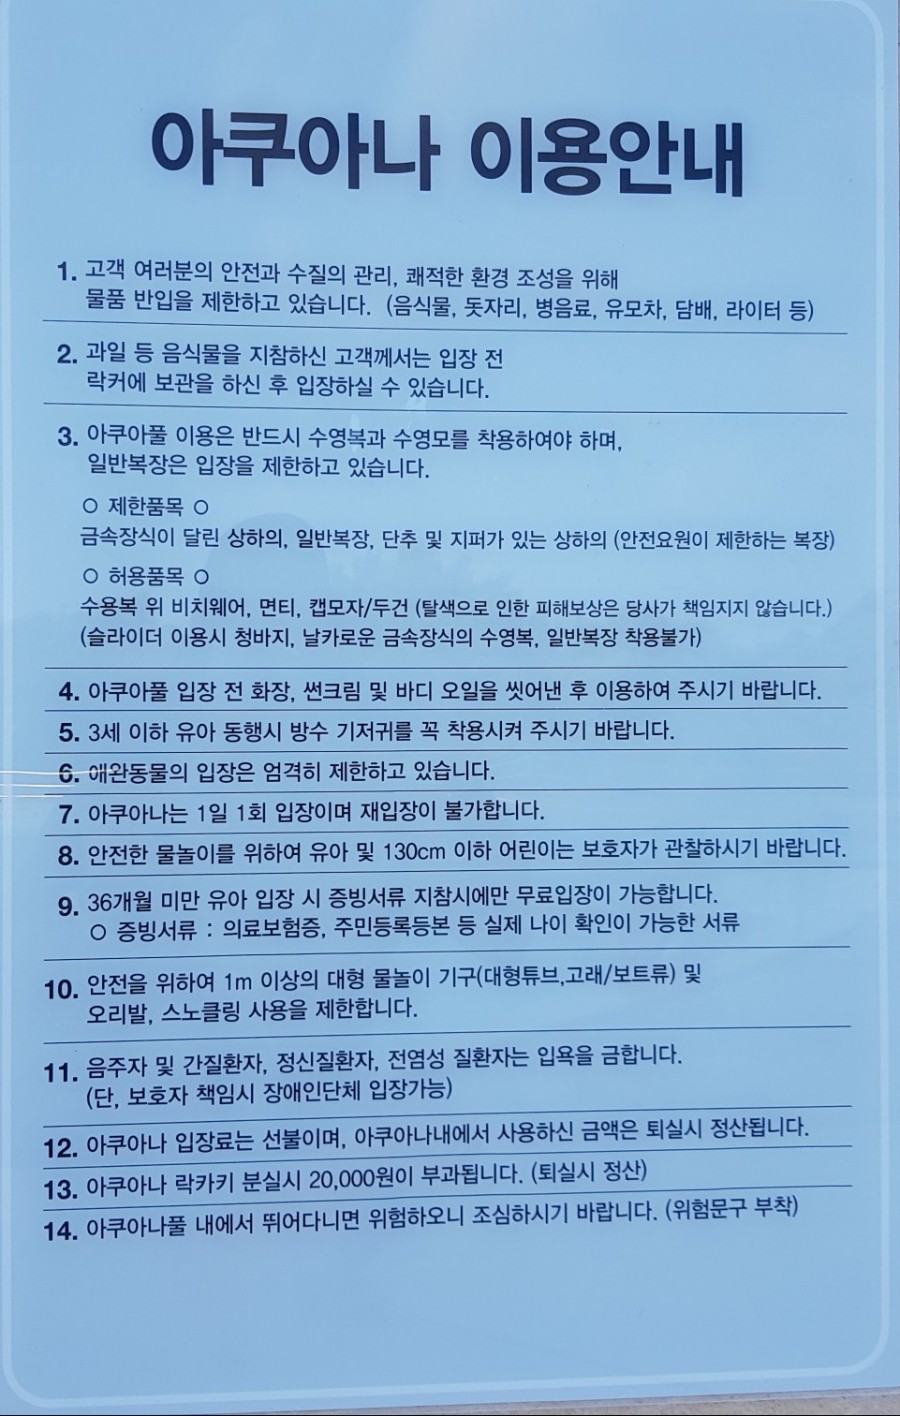 아쿠아나 이용안내
1. 고객 여러분의 안전과 수질의 관리, 쾌적한 환경 조성을 위해
물품 반입을 제한하고 있습니다. (음식물, 돗자리, 병음료, 유모차, 담배, 라이터 등)
2. 과일 등 음식물을 지참하신 고객께서는 입장 전
락커에 보관을 하신 후 입장하실 수 있습니다.
3. 아쿠아풀 이용은 반드시 수영복과 수영모를 착용하여야 하며,
일반복장은 입장을 제한하고 있습니다.
○ 제한품목 ○
금속장식이 달린 상하의, 일반복장, 단추 및 지퍼가 있는 상하의 (안전요원이 제한하는 복장)
○ 허용품목 ○
수용복 위 비치웨어, 면티, 캡모자/두건 (탈색으로 인한 피해보상은 당사가 책임지지 않습니다.)
(슬라이더 이용시 청바지, 날카로운 금속장식의 수영복, 일반복장 착용불가)
4. 아쿠아풀 입장 전 화장, 썬크림 및 바디 오일을 씻어낸 후 이용하여 주시기 바랍니다.
5. 3세 이하 유아 동행시 방수 기저귀를 꼭 착용시켜 주시기 바랍니다.
6. 애완동물의 입장은 엄격히 제한하고 있습니다.
7. 아쿠아나는 1일 1회 입장이며 재입장이 불가합니다.
8. 안전한 물놀이를 위하여 유아 및 130cm 이하 어린이는 보호자가 관찰하시기 바랍니다.
9. 36개월 미만 유아 입장 시 증빙서류 지참시에만 무료입장이 가능합니다.
○ 증빙서류 : 의료보험증, 주민등록등본 등 실제 나이 확인이 가능한 서류
10. 안전을 위하여 1m 이상의 대형 물놀이 기구(대형튜브,고래/보트류) 및
오리발, 스노클링 사용을 제한합니다.
11. 음주자 및 간질환자, 정신질환자, 전염성 질환자는 입욕을 금합니다.
(단, 보호자 책임시 장애인단체 입장가능)
12. 아쿠아나 입장료는 선불이며, 아쿠아나내에서 사용하신 금액은 퇴실시 정산됩니다.
13. 아쿠아나 락카키 분실시 20,000원이 부과됩니다. (퇴실시 정산)
14. 아쿠아나풀 내에서 뛰어다니면 위험하오니 조심하시기 바랍니다. (위험문구 부착)